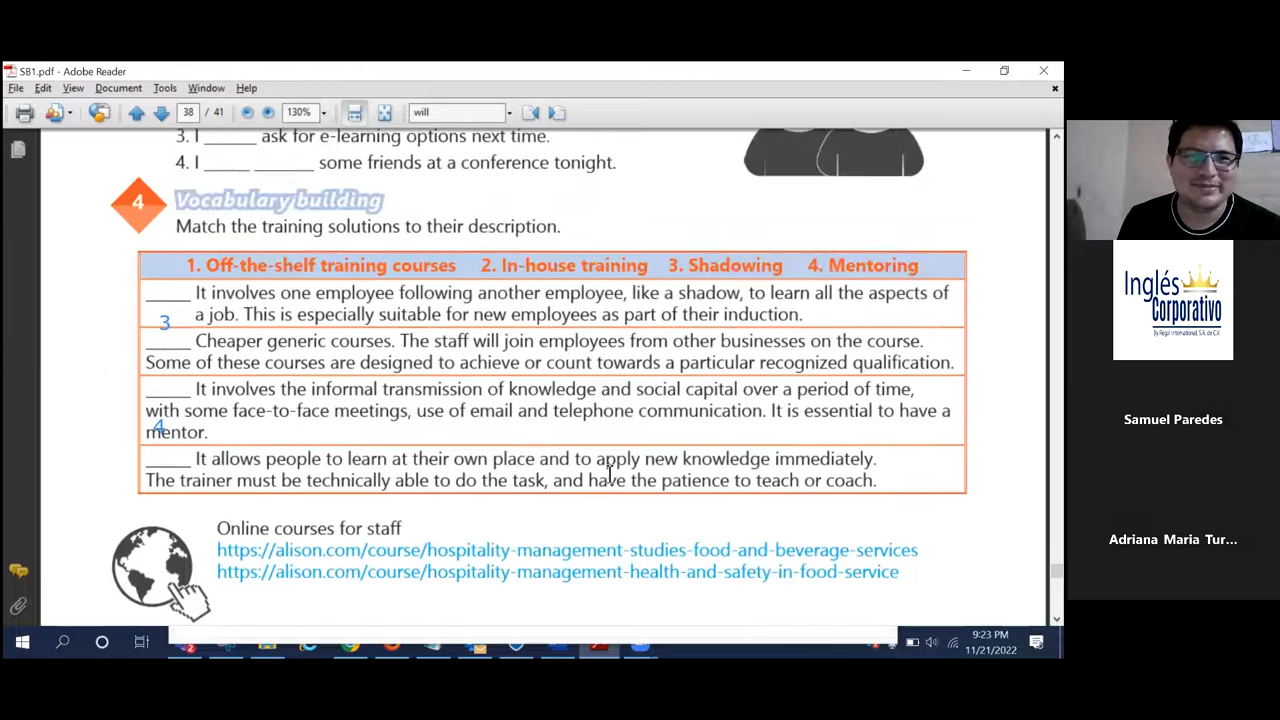 SB1.pdf - Adobe Reader
File Edit View Document Tools Window Help
38 / 41 130% will
3. I _____ ask for e-learning options next time.
4. I _____ ______ some friends at a conference tonight.
4 Vocabulary building
Match the training solutions to their description.
1. Off-the-shelf training courses 2. In-house training 3. Shadowing 4. Mentoring
_____ It involves one employee following another employee, like a shadow, to learn all the aspects of
a job. This is especially suitable for new employees as part of their induction.
3
_____ Cheaper generic courses. The staff will join employees from other businesses on the course.
Some of these courses are designed to achieve or count towards a particular recognized qualification.
_____ It involves the informal transmission of knowledge and social capital over a period of time,
with some face-to-face meetings, use of email and telephone communication. It is essential to have a
4
mentor.
_____ It allows people to learn at their own place and to apply new knowledge immediately.
The trainer must be technically able to do the task, and have the patience to teach or coach.
Online courses for staff
https://alison.com/course/hospitality-management-studies-food-and-beverage-services
https://alison.com/course/hospitality-management-health-and-safety-in-food-service
9:23 PM
11/21/2022
Inglés
Corporativo
By Regal International, S.A. de C.V.
Samuel Paredes
Adriana Maria Tur...